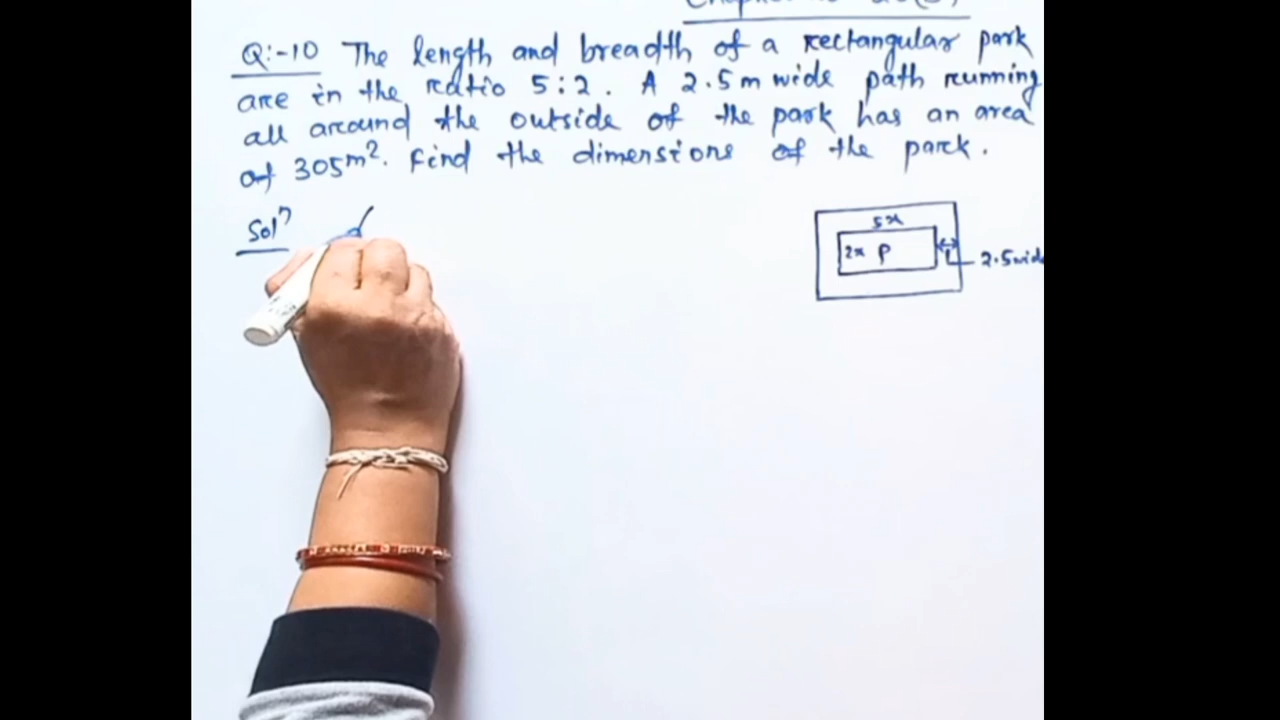 Q:-10 The length and breadth of a rectangular park
are in the ratio 5:2. A 2.5m wide path running
all around the outside of the park has an area
of 305m². Find the dimensions of the park.
Solⁿ
5x
2x P
2.5wide